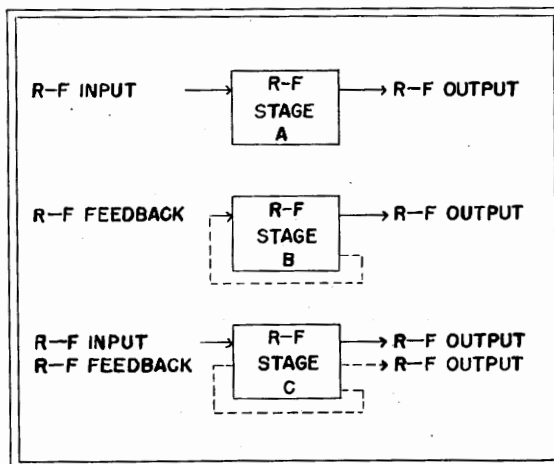 R-F INPUT
R-F
STAGE
A
R-F OUTPUT
R-F FEEDBACK
R-F
STAGE
B
R-F OUTPUT
R-F INPUT
R-F FEEDBACK
R-F
STAGE
C
R-F OUTPUT
R-F OUTPUT